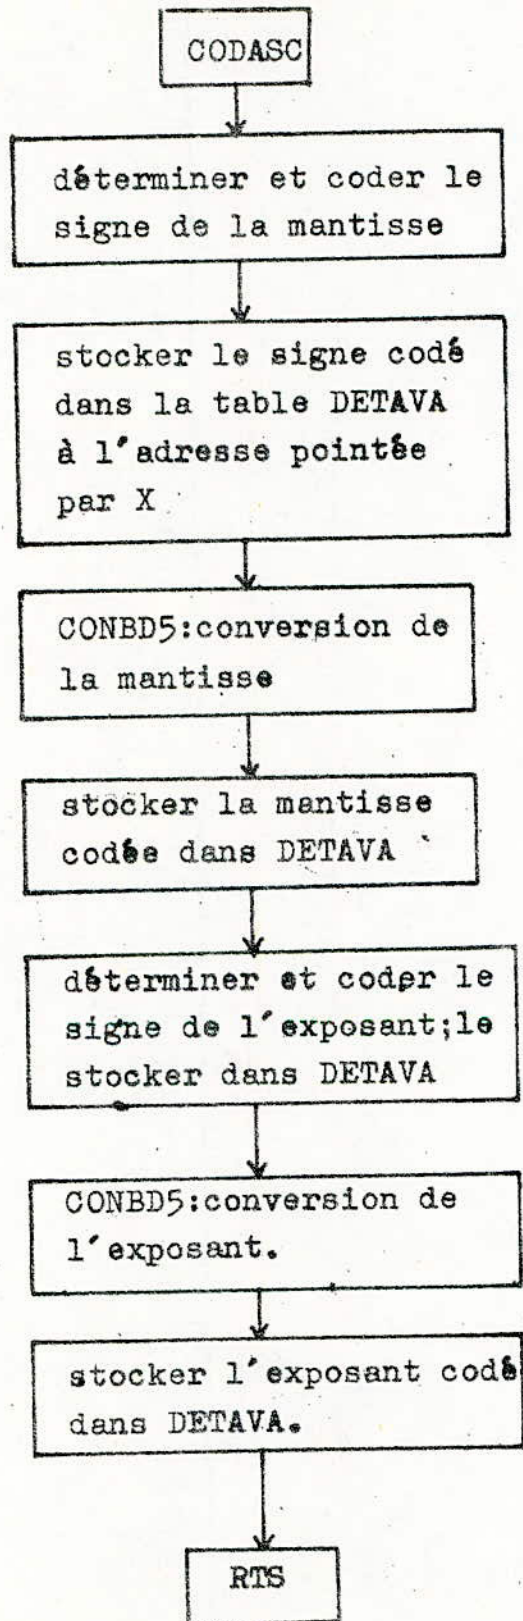 CODASC
déterminer et coder le
signe de la mantisse
stocker le signe codé
dans la table DETAVA
à l'adresse pointée
par X
CONBD5:conversion de
la mantisse
stocker la mantisse
codée dans DETAVA
déterminer et coder le
signe de l'exposant;le
stocker dans DETAVA
CONBD5:conversion de
l'exposant.
stocker l'exposant codé
dans DETAVA.
RTS